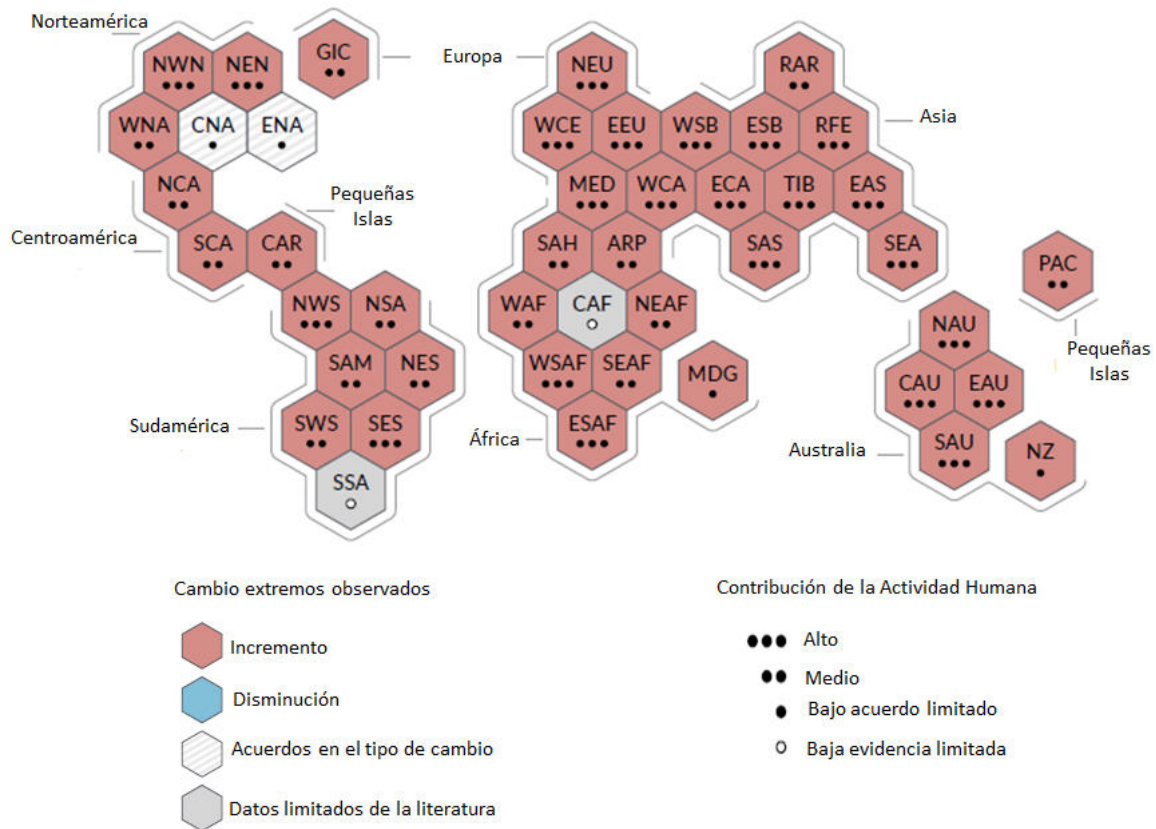 Norteamérica
NWN
NEN
GIC
Europa
NEU
RAR
WNA
CNA
ENA
WCE
EEU
WSB
ESB
RFE
Asia
NCA
MED
WCA
ECA
TIB
EAS
Pequeñas
Islas
Centroamérica
SCA
CAR
SAH
ARP
SAS
SEA
PAC
NWS
NSA
WAF
CAF
NEAF
NAU
Pequeñas
Islas
SAM
NES
WSAF
SEAF
MDG
CAU
EAU
Sudamérica
SWS
SES
África
ESAF
Australia
SAU
NZ
SSA
Cambio extremos observados
Incremento
Disminución
Acuerdos en el tipo de cambio
Datos limitados de la literatura
Contribución de la Actividad Humana
Alto
Medio
Bajo acuerdo limitado
Baja evidencia limitada